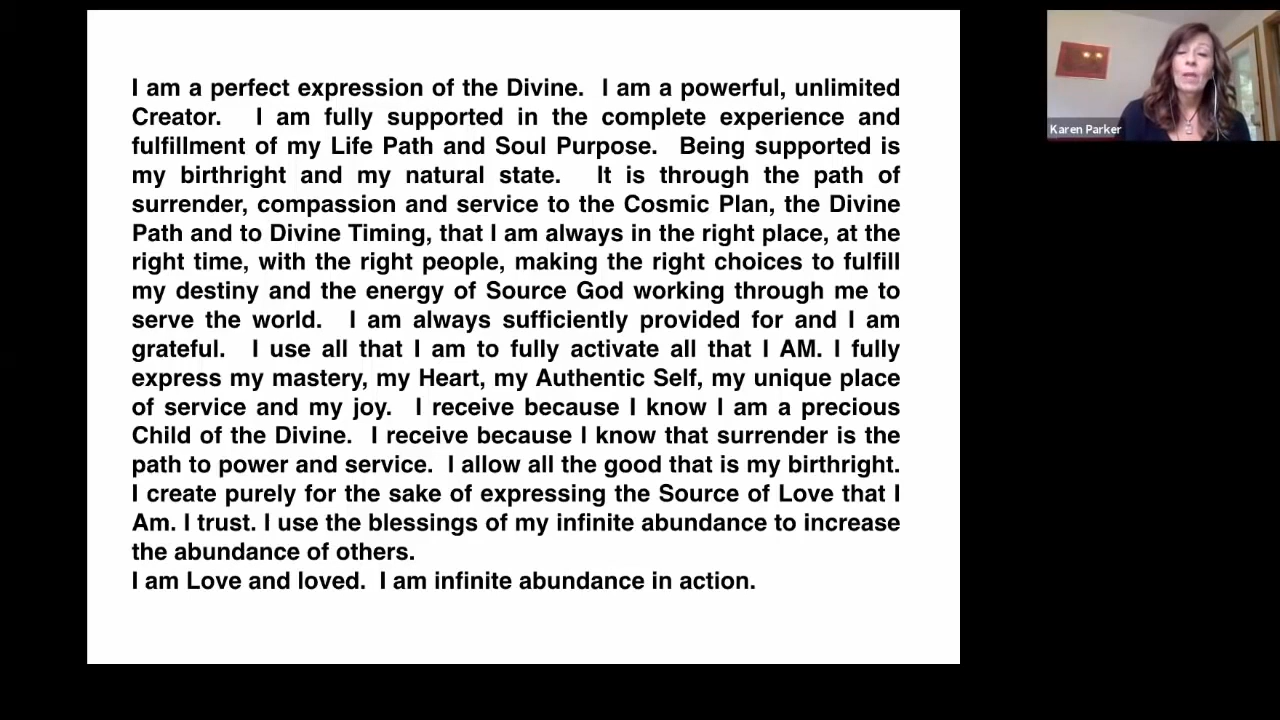 I am a perfect expression of the Divine.  I am a powerful, unlimited
Creator.  I am fully supported in the complete experience and
fulfillment of my Life Path and Soul Purpose.  Being supported is
my birthright and my natural state.  It is through the path of
surrender, compassion and service to the Cosmic Plan, the Divine
Path and to Divine Timing, that I am always in the right place, at the
right time, with the right people, making the right choices to fulfill
my destiny and the energy of Source God working through me to
serve the world.  I am always sufficiently provided for and I am
grateful.  I use all that I am to fully activate all that I AM. I fully
express my mastery, my Heart, my Authentic Self, my unique place
of service and my joy.  I receive because I know I am a precious
Child of the Divine.  I receive because I know that surrender is the
path to power and service.  I allow all the good that is my birthright.
I create purely for the sake of expressing the Source of Love that I
Am. I trust. I use the blessings of my infinite abundance to increase
the abundance of others.
I am Love and loved.  I am infinite abundance in action.
Karen Parker